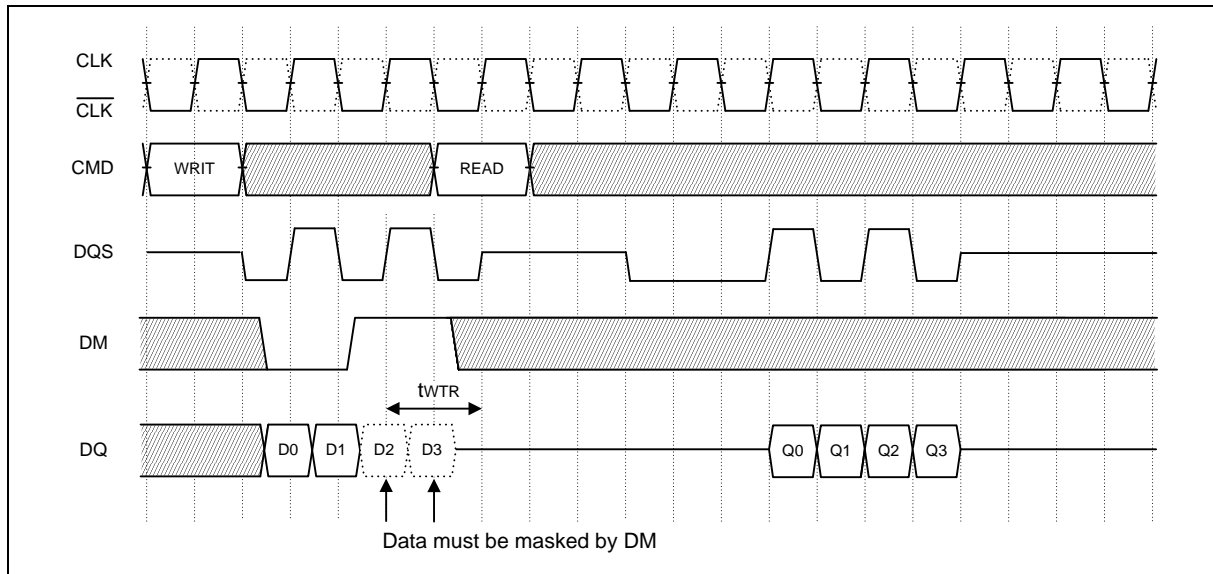 CLK
CLK
CMD WRIT READ
DQS
DM
tWTR
DQ D0 D1 D2 D3 Q0 Q1 Q2 Q3
Data must be masked by DM